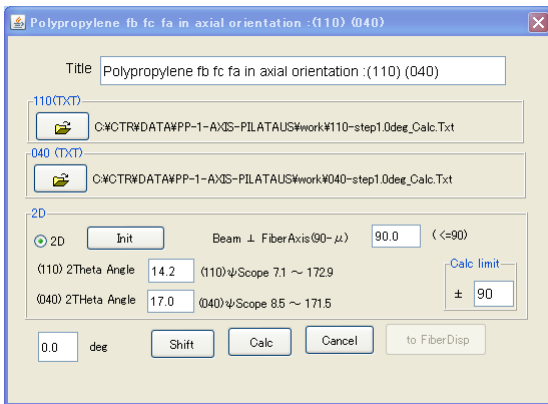 Polypropylene fb fc fa in axial orientation :(110) (040)
Title Polypropylene fb fc fa in axial orientation :(110) (040)
110(TXT)
C:¥CTR¥DATA¥PP-1-AXIS-PILATAUS¥work¥110-step1.0deg_Calc.Txt
040 (TXT)
C:¥CTR¥DATA¥PP-1-AXIS-PILATAUS¥work¥040-step1.0deg_Calc.Txt
2D
2D Init Beam ⊥ FiberAxis(90-μ) 90.0 (<=90)
(110) 2Theta Angle 14.2 (110)ψScope 7.1 ~ 172.9
Calc limit
(040) 2THeta Angle 17.0 (040)ψScope 8.5 ~ 171.5
± 90
0.0 deg Shift Calc Cancel to FiberDisp